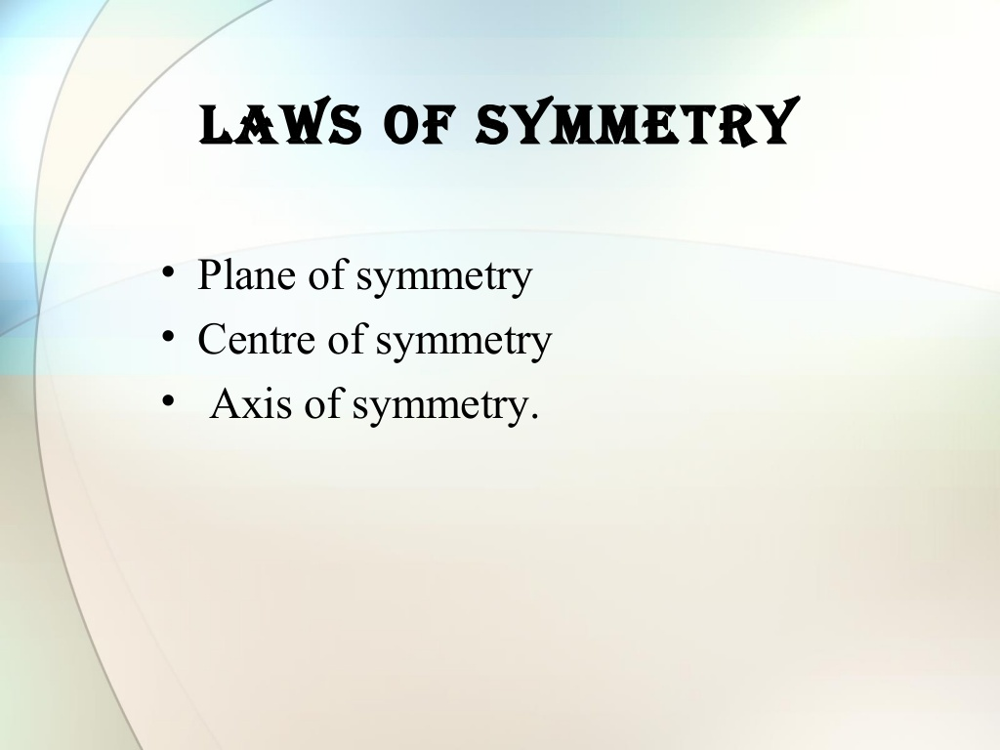 LAWS OF SYMMETRY
• Plane of symmetry
• Centre of symmetry
• Axis of symmetry.